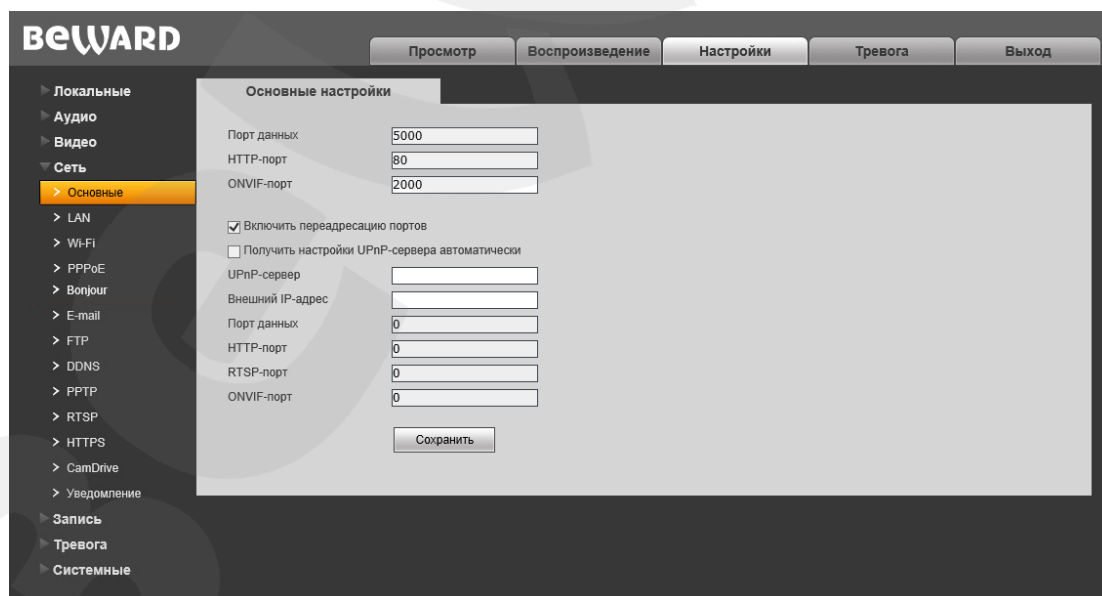 BEWARD
Просмотр
Воспроизведение
Настройки
Тревога
Выход
Локальные
Аудио
Видео
Сеть
> Основные
> LAN
> Wi-Fi
> PPPoE
> Bonjour
> E-mail
> FTP
> DDNS
> PPTP
> RTSP
> HTTPS
> CamDrive
> Уведомление
Запись
Тревога
Системные
Основные настройки
Порт данных 5000
HTTP-порт 80
ONVIF-порт 2000
Включить переадресацию портов
Получить настройки UPnP-сервера автоматически
UPnP-сервер
Внешний IP-адрес
Порт данных 0
HTTP-порт 0
RTSP-порт 0
ONVIF-порт 0
Сохранить